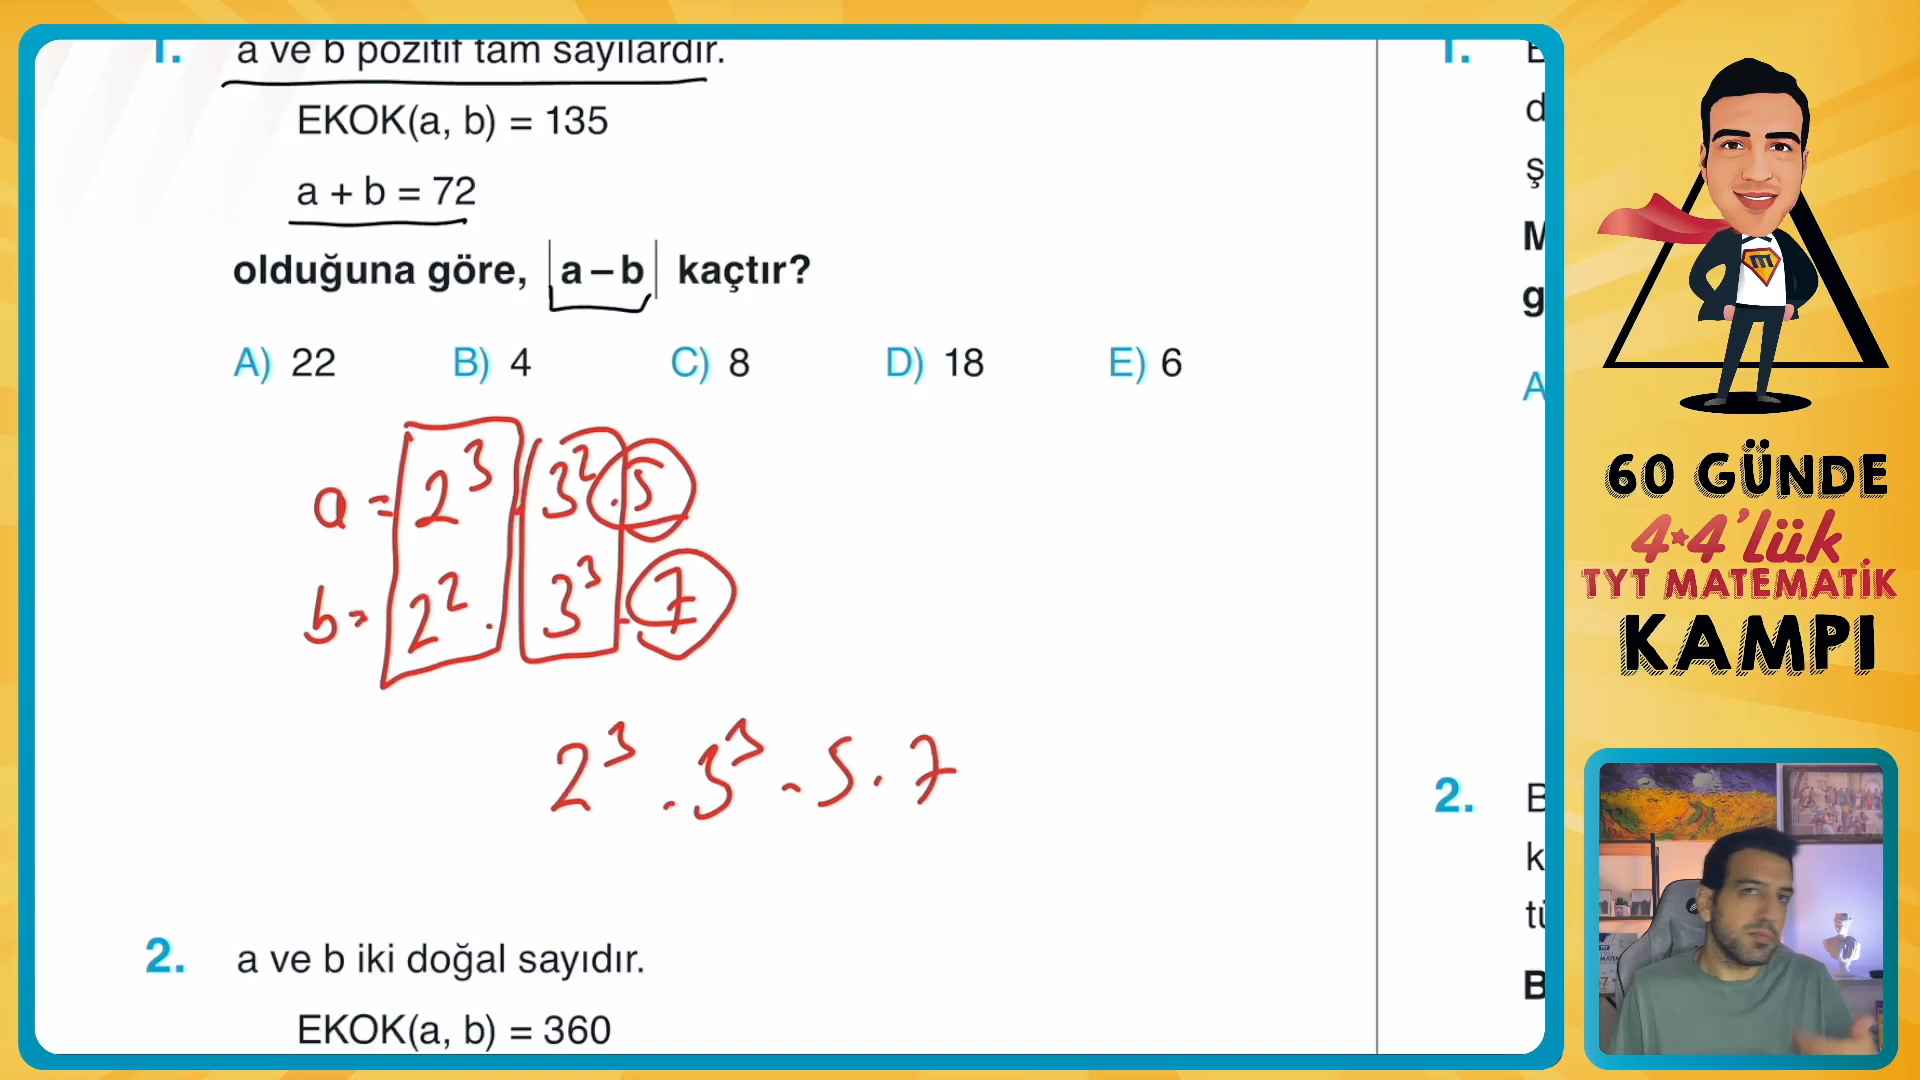 1. a ve b pozitif tam sayılardır.
EKOK(a, b) = 135
a + b = 72
olduğuna göre, |a – b| kaçtır?
A) 22 B) 4 C) 8 D) 18 E) 6
a = 2³ . 3² . 5
b = 2² . 3³ . 7
2³ . 3³ . 5 . 7
2. a ve b iki doğal sayıdır.
EKOK(a, b) = 360
1.
d
ş
M
g
A
2. B
k
tü
B
m
60 GÜNDE
4★4'lük
TYT MATEMATİK
KAMPI